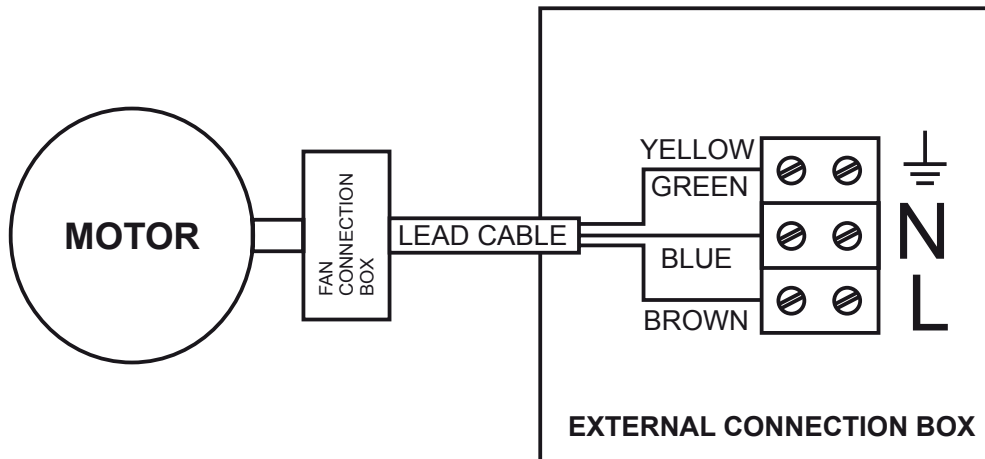 MOTOR
FAN
CONNECTION
BOX
LEAD CABLE
YELLOW
GREEN
BLUE
BROWN
N
L
EXTERNAL CONNECTION BOX